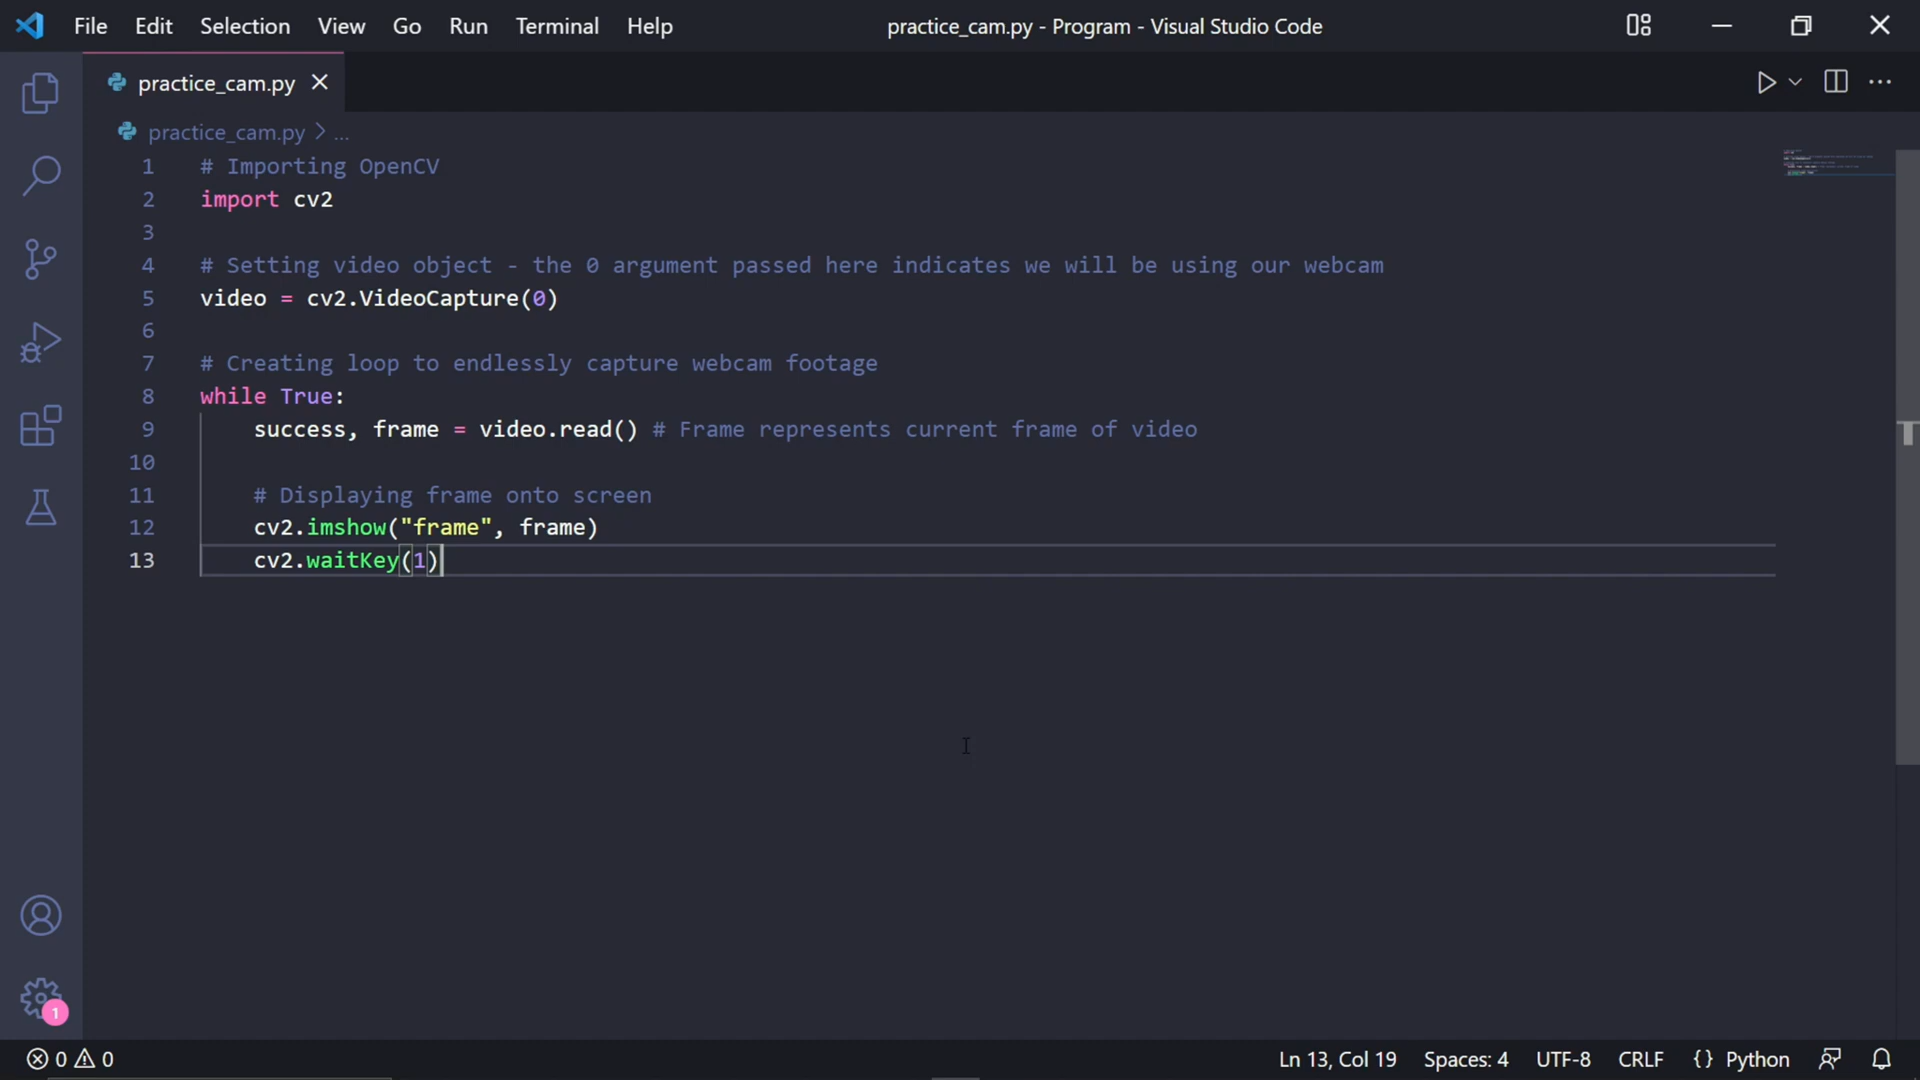 File Edit Selection View Go Run Terminal Help practice_cam.py - Program - Visual Studio Code
practice_cam.py
practice_cam.py > ...
1 # Importing OpenCV
2 import cv2
3
4 # Setting video object - the 0 argument passed here indicates we will be using our webcam
5 video = cv2.VideoCapture(0)
6
7 # Creating loop to endlessly capture webcam footage
8 while True:
9 success, frame = video.read() # Frame represents current frame of video
10
11 # Displaying frame onto screen
12 cv2.imshow("frame", frame)
13 cv2.waitKey(1)
1
0 0 Ln 13, Col 19 Spaces: 4 UTF-8 CRLF {} Python